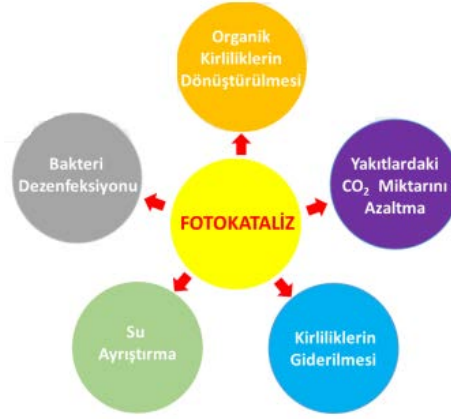 Organik
Kirliliklerin
Dönüştürülmesi
Bakteri
Dezenfeksiyonu
Yakıtlardaki
CO₂ Miktarını
Azaltma
FOTOKATALİZ
Su
Ayrıştırma
Kirliliklerin
Giderilmesi